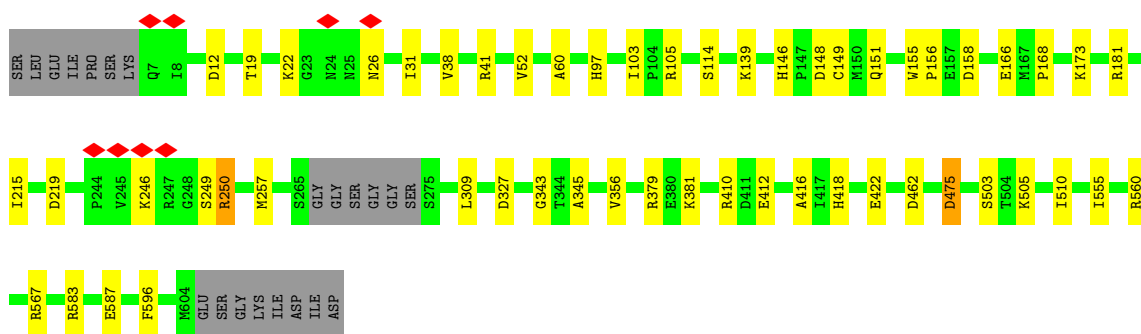 SER LEU GLU ILE PRO SER LYS Q7 I8 D12 T19 K22 G23 N24 N25 N26 I31 V38 R41 V52 A60 H97 I103 P104 R105 S114 K139 H146 P147 D148 C149 M150 Q151 W155 P156 E157 D158 E166 M167 P168 K173 R181
I215 D219 P244 V245 K246 R247 G248 S249 R250 M257 S265 GLY GLY SER GLY GLY SER S275 L309 D327 G343 T344 A345 V356 R379 E380 K381 R410 D411 E412 A416 I417 H418 E422 D462 D475 S503 T504 K505 I510 I555 R560
R567 R583 E587 F596 M604 GLU SER GLY LYS ILE ASP ILE ASP